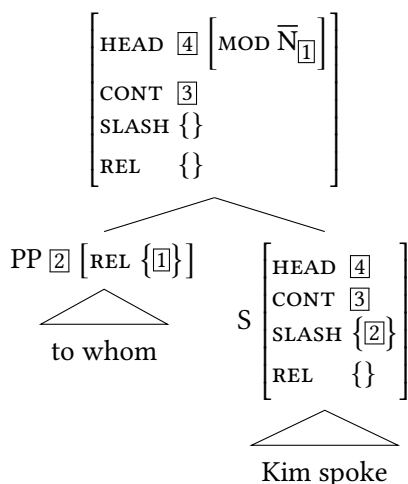 HEAD [4] [MOD N̅[1]]
CONT [3]
SLASH {}
REL {}
PP [2] [REL {[1]}]
to whom
S
HEAD [4]
CONT [3]
SLASH {[2]}
REL {}
Kim spoke